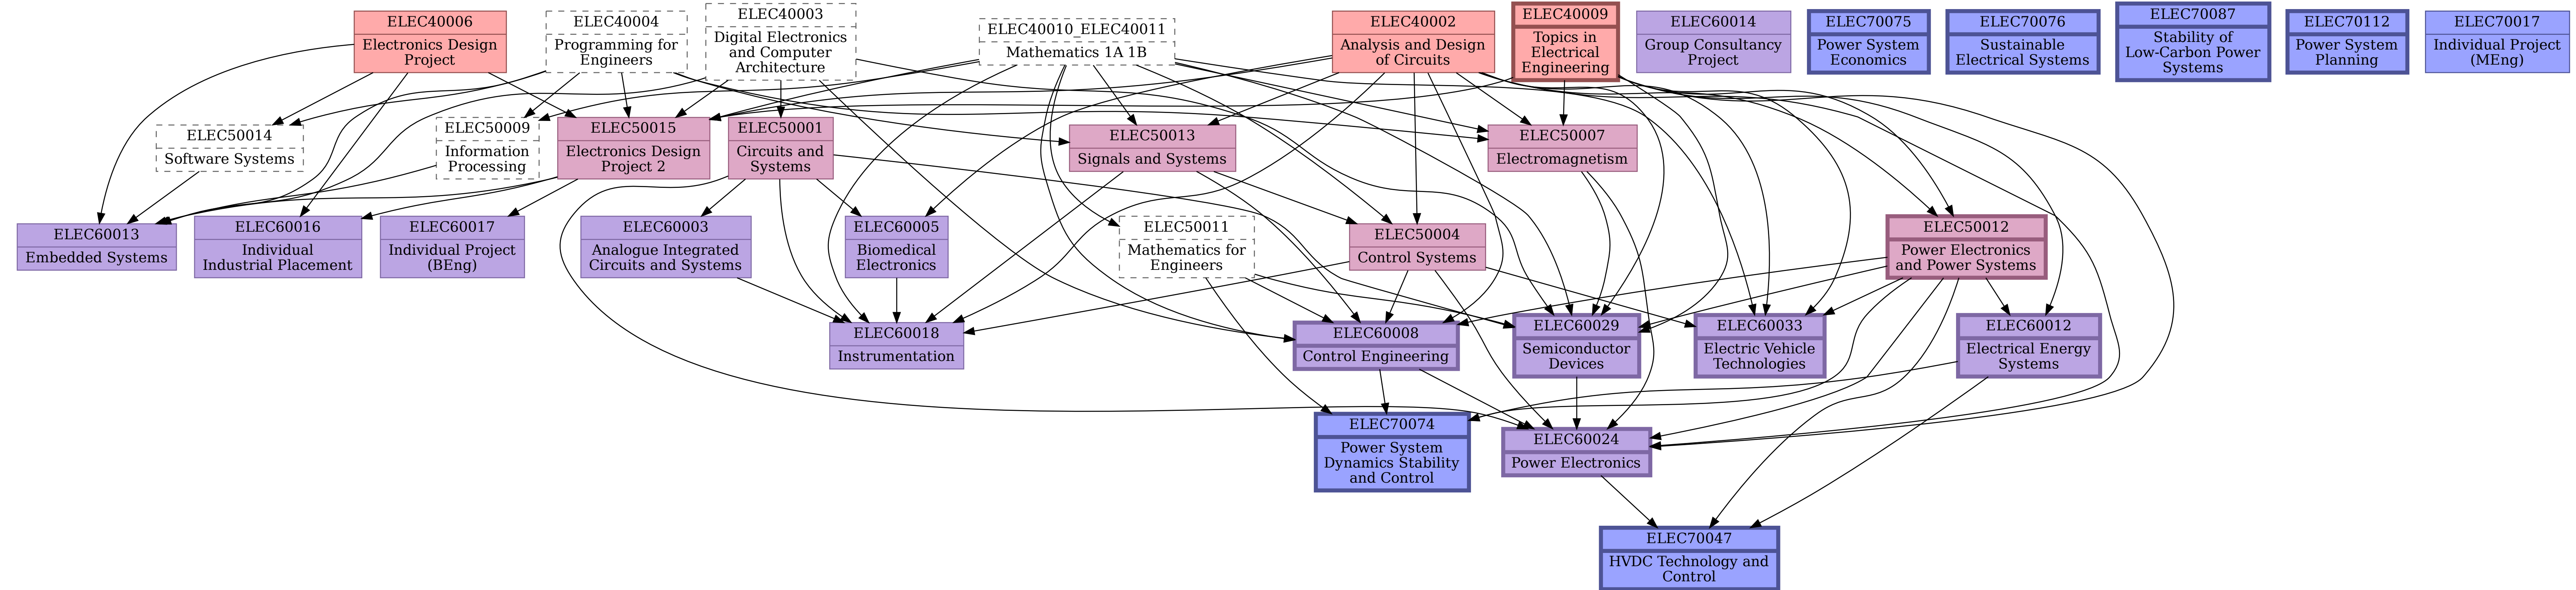 ELEC40006
Electronics Design
Project
ELEC40004
Programming for
Engineers
ELEC40003
Digital Electronics
and Computer
Architecture
ELEC40010_ELEC40011
Mathematics 1A 1B
ELEC40002
Analysis and Design
of Circuits
ELEC40009
Topics in
Electrical
Engineering
ELEC60014
Group Consultancy
Project
ELEC70075
Power System
Economics
ELEC70076
Sustainable
Electrical Systems
ELEC70087
Stability of
Low-Carbon Power
Systems
ELEC70112
Power System
Planning
ELEC70017
Individual Project
(MEng)
ELEC50014
Software Systems
ELEC50009
Information
Processing
ELEC50015
Electronics Design
Project 2
ELEC50001
Circuits and
Systems
ELEC50013
Signals and Systems
ELEC50007
Electromagnetism
ELEC60013
Embedded Systems
ELEC60016
Individual
Industrial Placement
ELEC60017
Individual Project
(BEng)
ELEC60003
Analogue Integrated
Circuits and Systems
ELEC60005
Biomedical
Electronics
ELEC50011
Mathematics for
Engineers
ELEC50004
Control Systems
ELEC50012
Power Electronics
and Power Systems
ELEC60018
Instrumentation
ELEC60008
Control Engineering
ELEC60029
Semiconductor
Devices
ELEC60033
Electric Vehicle
Technologies
ELEC60012
Electrical Energy
Systems
ELEC70074
Power System
Dynamics Stability
and Control
ELEC60024
Power Electronics
ELEC70047
HVDC Technology and
Control